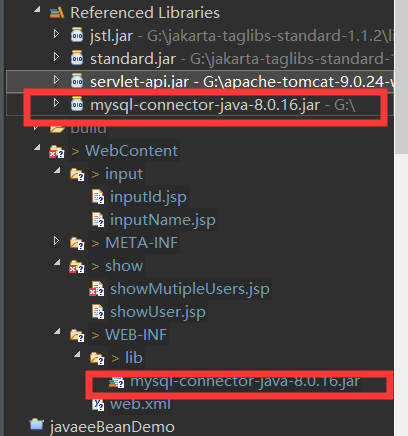 Referenced Libraries
jstl.jar - G:\jakarta-taglibs-standard-1.1.2\l
standard.jar - G:\jakarta-taglibs-standard
servlet-api.jar - G:\apache-tomcat-9.0.24-
mysql-connector-java-8.0.16.jar - G:\
build
> WebContent
> input
inputId.jsp
inputName.jsp
> META-INF
> show
showMutipleUsers.jsp
showUser.jsp
> WEB-INF
> lib
mysql-connector-java-8.0.16.jar
web.xml
javaeeBeanDemo